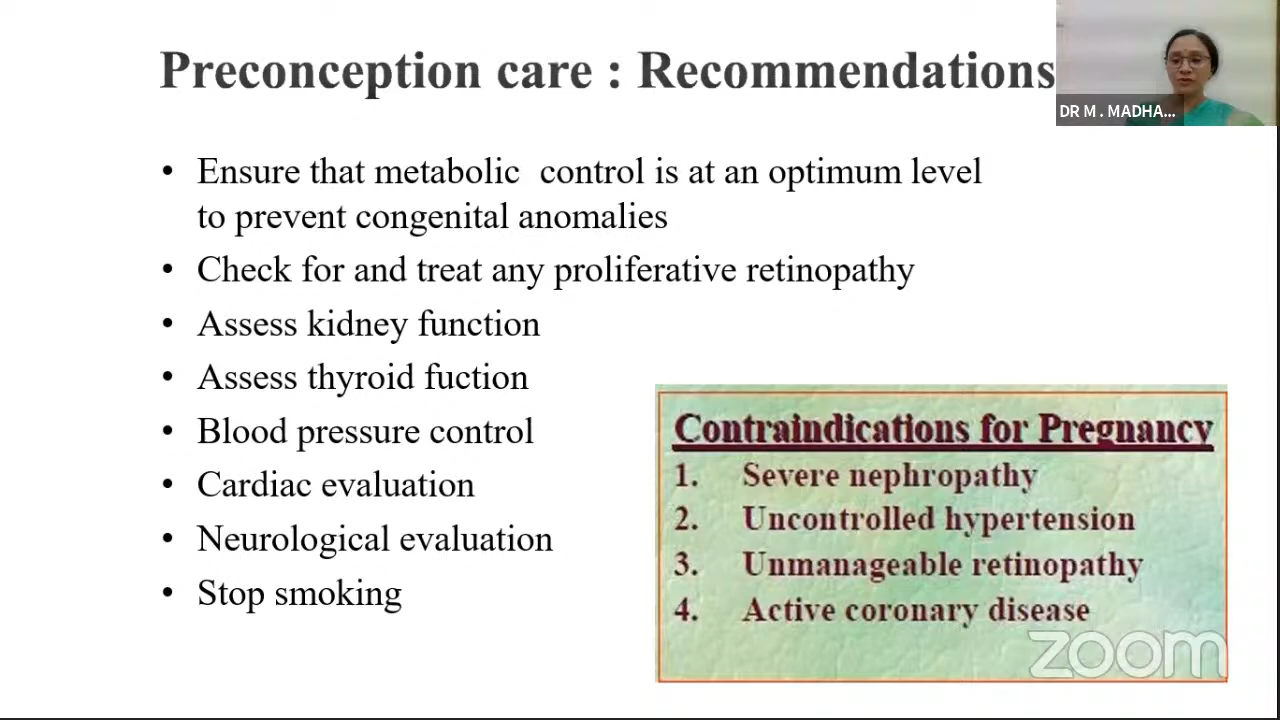 Preconception care : Recommendations
DR M . MADHA...
• Ensure that metabolic control is at an optimum level
to prevent congenital anomalies
• Check for and treat any proliferative retinopathy
• Assess kidney function
• Assess thyroid fuction
• Blood pressure control
• Cardiac evaluation
• Neurological evaluation
• Stop smoking
Contraindications for Pregnancy
1. Severe nephropathy
2. Uncontrolled hypertension
3. Unmanageable retinopathy
4. Active coronary disease
zoom